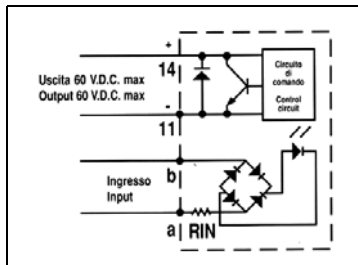 +
14
Circuito
di
comando
Control
circuit
Uscita 60 V.D.C. max
Output 60 V.D.C. max
-
11
b
Ingresso
Input
a
RIN